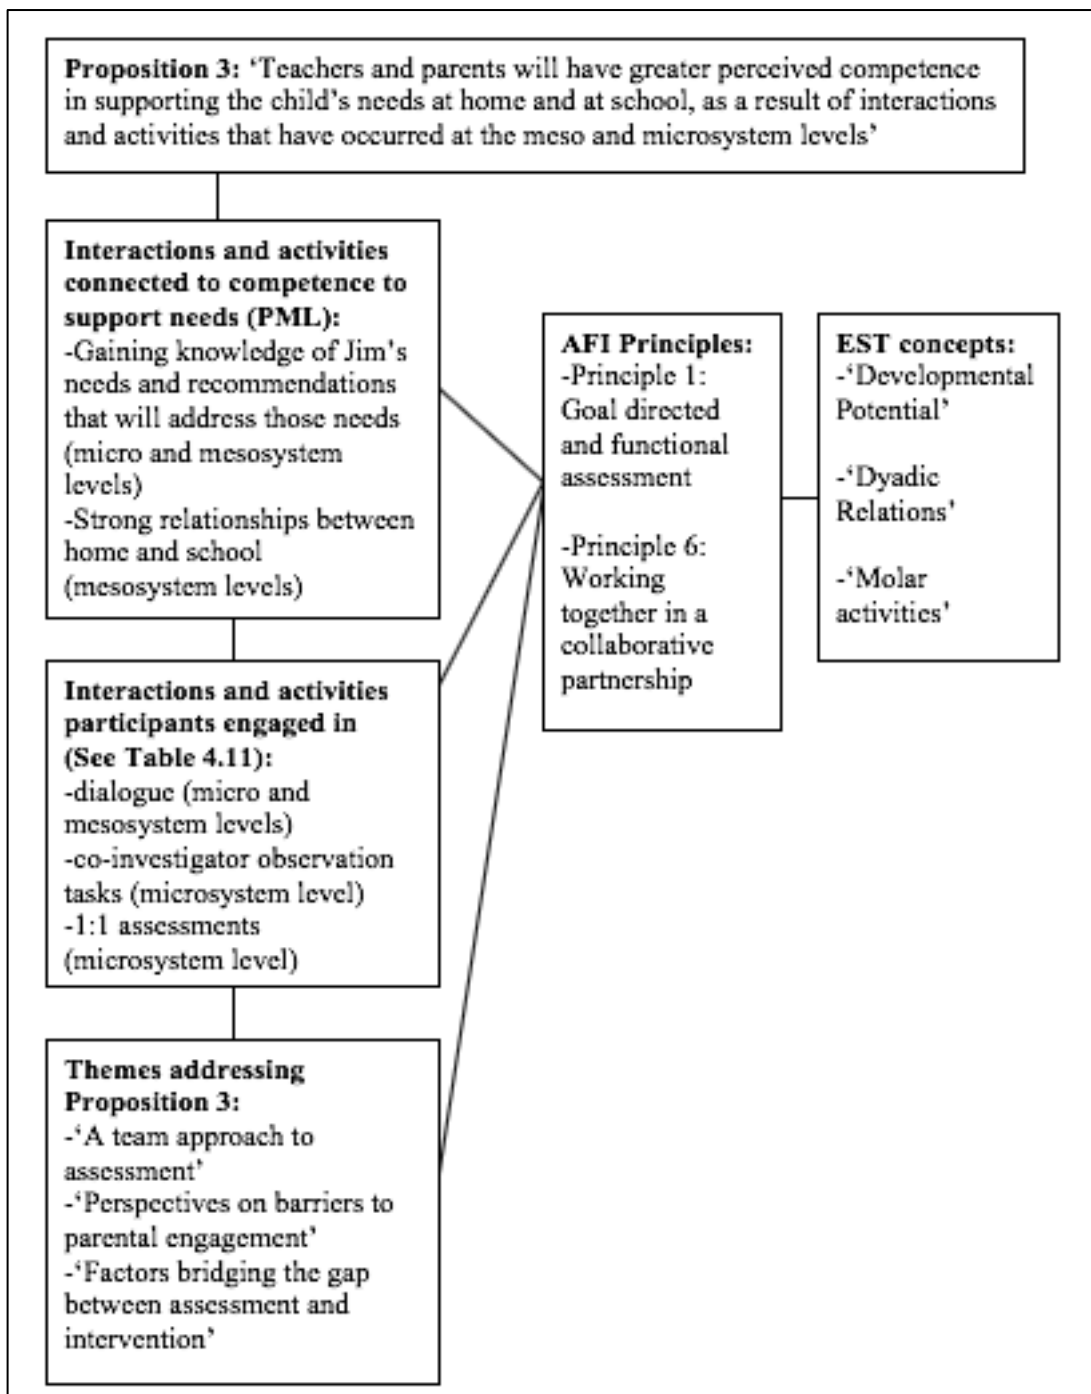 Proposition 3: ‘Teachers and parents will have greater perceived competence
in supporting the child’s needs at home and at school, as a result of interactions
and activities that have occurred at the meso and microsystem levels’
Interactions and activities
connected to competence to
support needs (PML):
-Gaining knowledge of Jim’s
needs and recommendations
that will address those needs
(micro and mesosystem
levels)
-Strong relationships between
home and school
(mesosystem levels)
Interactions and activities
participants engaged in
(See Table 4.11):
-dialogue (micro and
mesosystem levels)
-co-investigator observation
tasks (microsystem level)
-1:1 assessments
(microsystem level)
Themes addressing
Proposition 3:
-‘A team approach to
assessment’
-‘Perspectives on barriers to
parental engagement’
-‘Factors bridging the gap
between assessment and
intervention’
AFI Principles:
-Principle 1:
Goal directed
and functional
assessment
-Principle 6:
Working
together in a
collaborative
partnership
EST concepts:
-‘Developmental
Potential’
-‘Dyadic
Relations’
-‘Molar
activities’